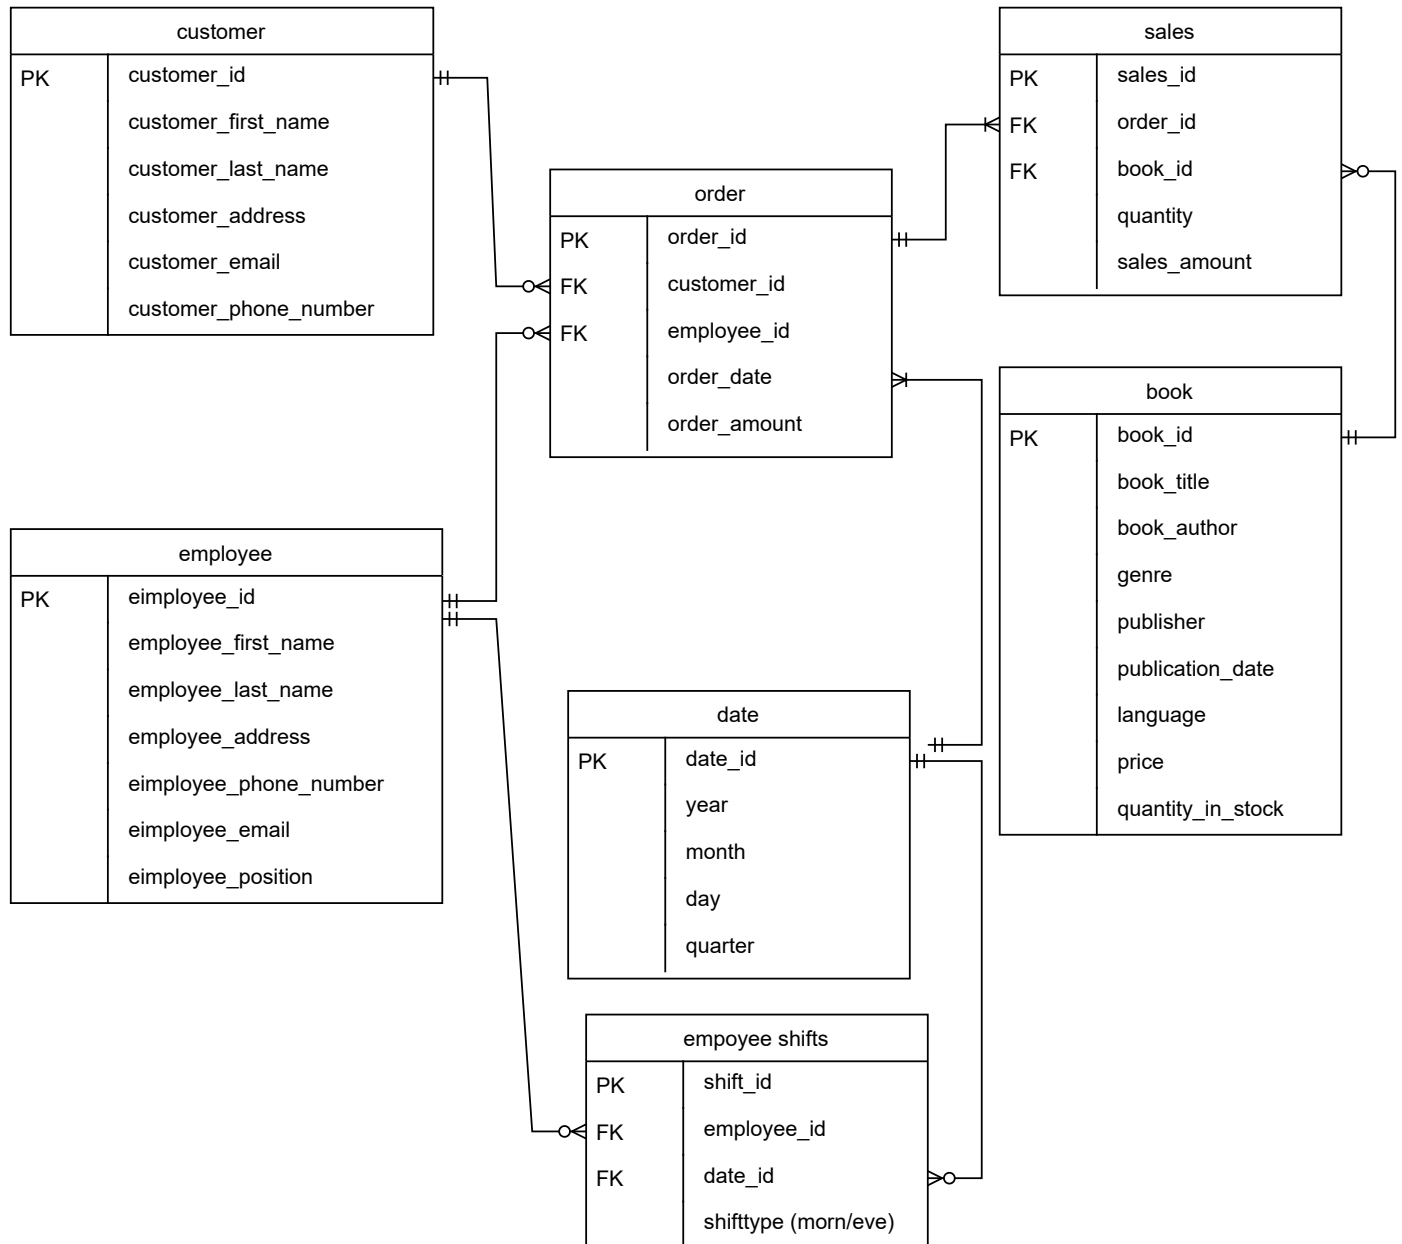 customer
PK customer_id
customer_first_name
customer_last_name
customer_address
customer_email
customer_phone_number
sales
PK sales_id
FK order_id
FK book_id
quantity
sales_amount
order
PK order_id
FK customer_id
FK employee_id
order_date
order_amount
book
PK book_id
book_title
book_author
genre
publisher
publication_date
language
price
quantity_in_stock
employee
PK eimployee_id
employee_first_name
employee_last_name
employee_address
eimployee_phone_number
eimployee_email
eimployee_position
date
PK date_id
year
month
day
quarter
empoyee shifts
PK shift_id
FK employee_id
FK date_id
shifttype (morn/eve)